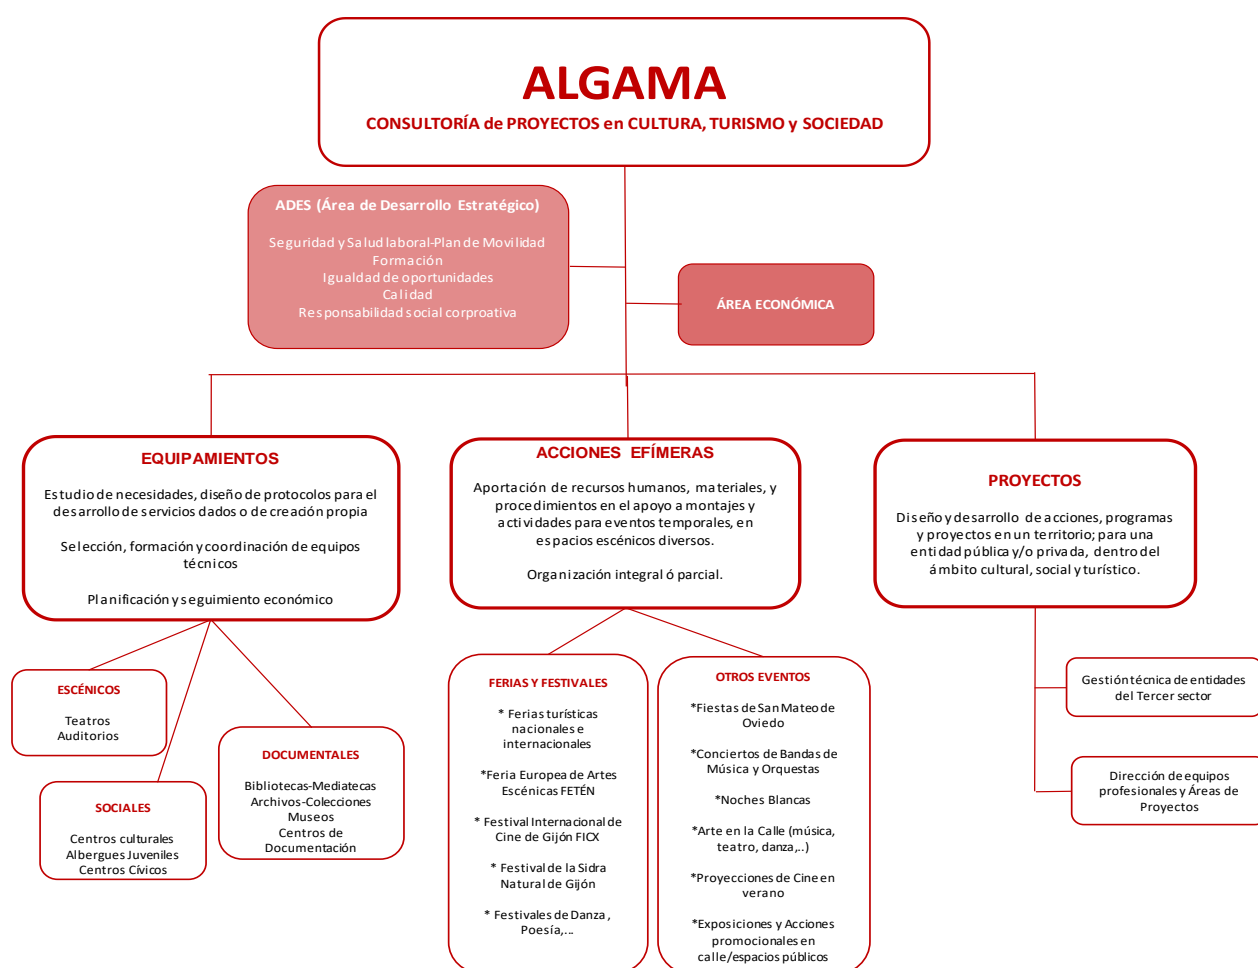 ALGAMA
CONSULTORÍA de PROYECTOS en CULTURA, TURISMO y SOCIEDAD
ADES (Área de Desarrollo Estratégico)
Seguridad y Salud laboral-Plan de Movilidad
Formación
Igualdad de oportunidades
Calidad
Responsabilidad social corproativa
ÁREA ECONÓMICA
EQUIPAMIENTOS
Estudio de necesidades, diseño de protocolos para el
desarrollo de servicios dados o de creación propia
Selección, formación y coordinación de equipos
técnicos
Planificación y seguimiento económico
ACCIONES EFÍMERAS
Aportación de recursos humanos, materiales, y
procedimientos en el apoyo a montajes y
actividades para eventos temporales, en
espacios escénicos diversos.
Organización integral ó parcial.
PROYECTOS
Diseño y desarrollo de acciones, programas
y proyectos en un territorio; para una
entidad pública y/o privada, dentro del
ámbito cultural, social y turístico.
ESCÉNICOS
Teatros
Auditorios
SOCIALES
Centros culturales
Albergues Juveniles
Centros Cívicos
DOCUMENTALES
Bibliotecas-Mediatecas
Archivos-Colecciones
Museos
Centros de
Documentación
FERIAS Y FESTIVALES
* Ferias turísticas
nacionales e
internacionales
*Feria Europea de Artes
Escénicas FETÉN
* Festival Internacional de
Cine de Gijón FICX
* Festival de la Sidra
Natural de Gijón
* Festivales de Danza ,
Poesía,...
OTROS EVENTOS
*Fiestas de San Mateo de
Oviedo
*Conciertos de Bandas de
Música y Orquestas
*Noches Blancas
*Arte en la Calle (música,
teatro, danza,..)
*Proyecciones de Cine en
verano
*Exposiciones y Acciones
promocionales en
calle/espacios públicos
Gestión técnica de entidades
del Tercer sector
Dirección de equipos
profesionales y Áreas de
Proyectos